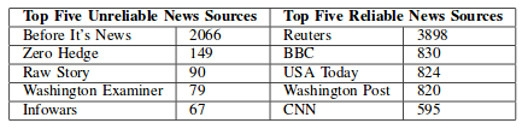 Top Five Unreliable News Sources Top Five Reliable News Sources
Before It's News 2066 Reuters 3898
Zero Hedge 149 BBC 830
Raw Story 90 USA Today 824
Washington Examiner 79 Washington Post 820
Infowars 67 CNN 595